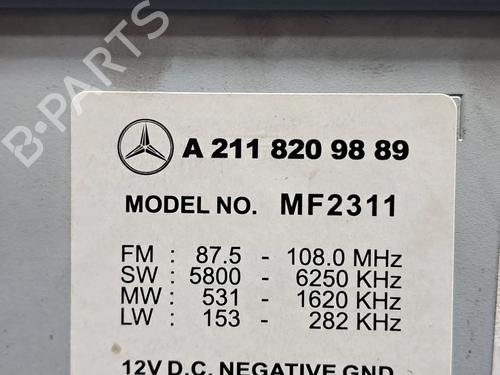 A 211 820 98 89
MODEL NO. MF2311
FM : 87.5 - 108.0 MHz
SW : 5800 - 6250 KHz
MW : 531 - 1620 KHz
LW : 153 - 282 KHz
12V D.C. NEGATIVE GND
B-PARTS